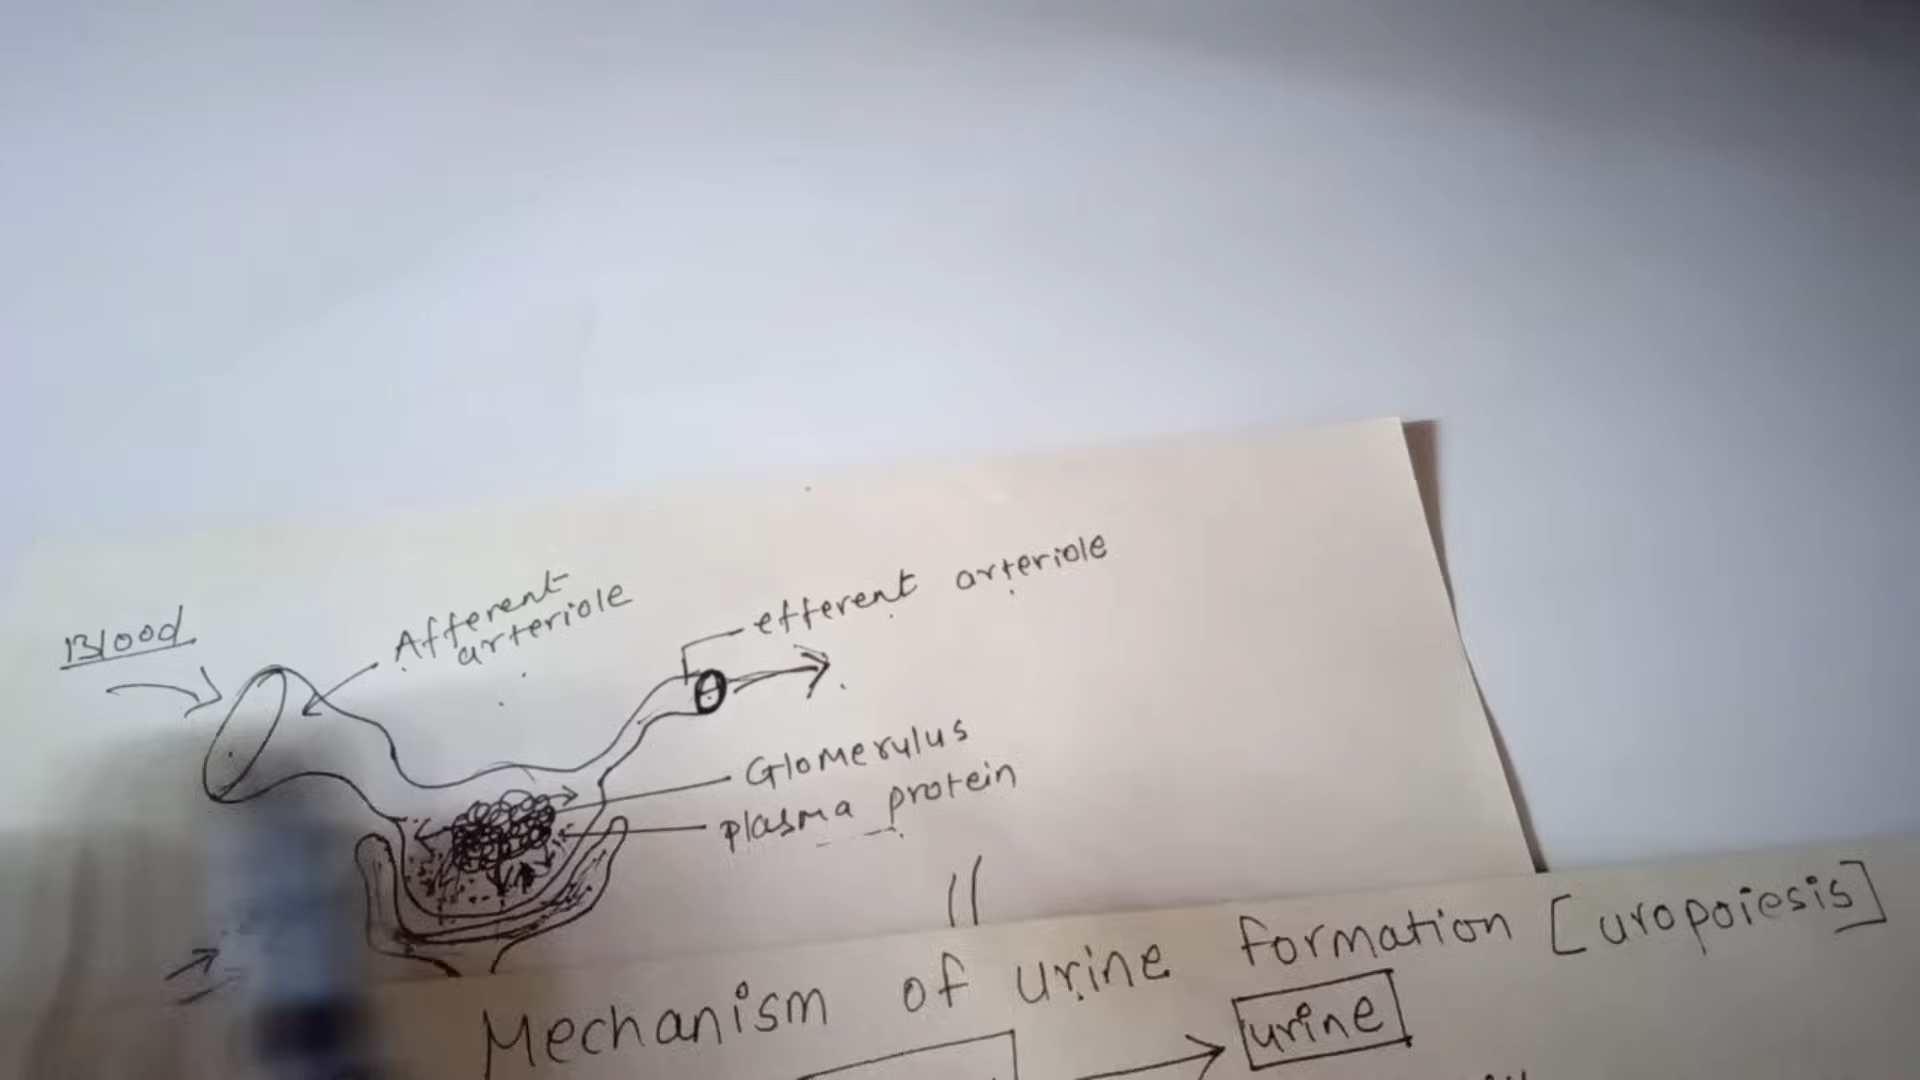 Blood
Afferent
arteriole
efferent arteriole
Glomerulus
plasma protein
Mechanism of urine formation [uropoiesis]
urine